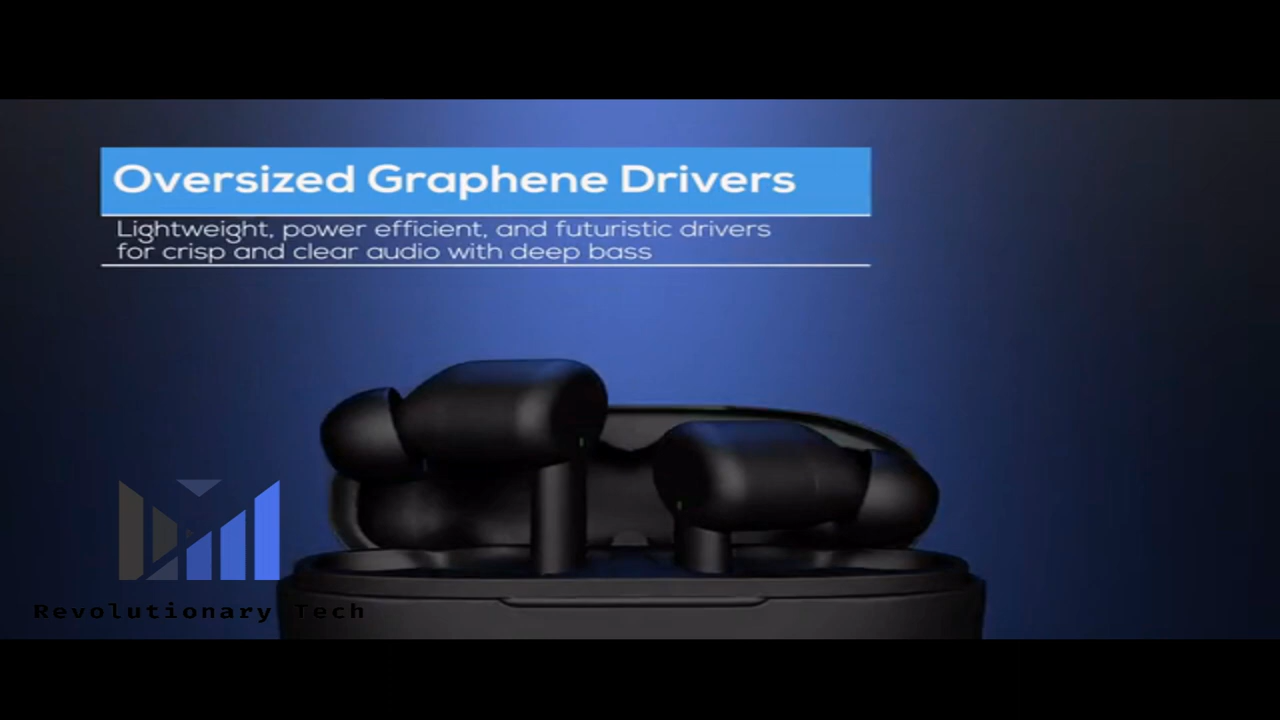 Oversized Graphene Drivers
Lightweight, power efficient, and futuristic drivers
for crisp and clear audio with deep bass
Revolutionary Tech